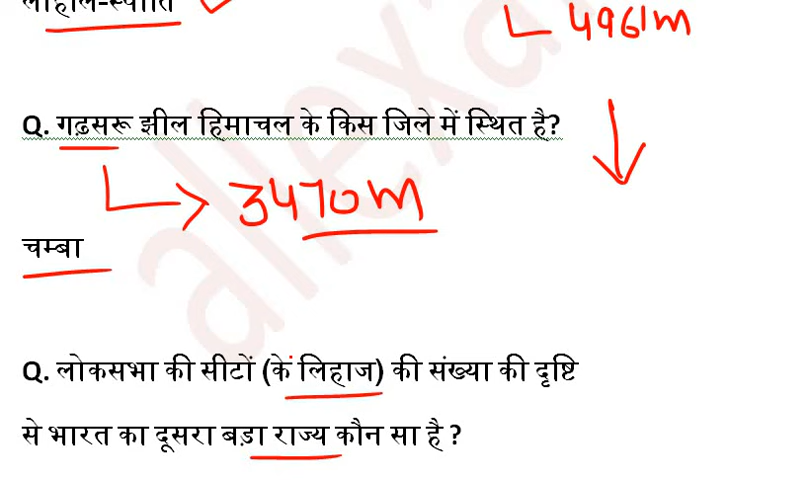 लाहौल-स्पीति
4961m
Q. गढ़सरू झील हिमाचल के किस जिले में स्थित है?
3470m
चम्बा
Q. लोकसभा की सीटों (के लिहाज) की संख्या की दृष्टि
से भारत का दूसरा बड़ा राज्य कौन सा है ?